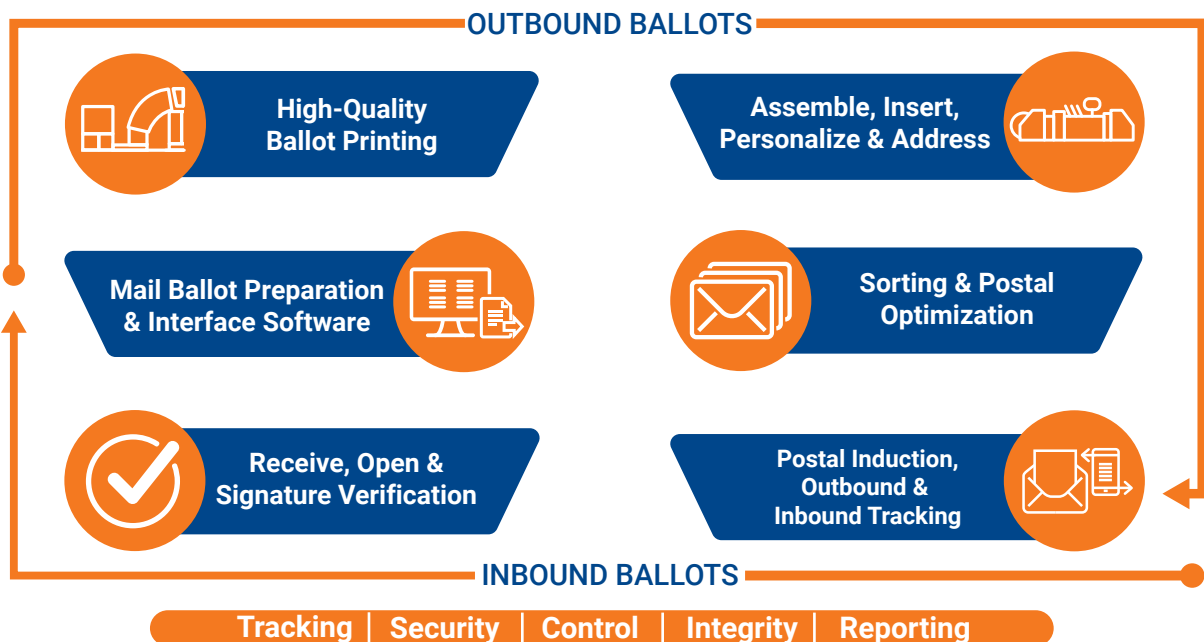 OUTBOUND BALLOTS
High-Quality
Ballot Printing
Assemble, Insert,
Personalize & Address
Mail Ballot Preparation
& Interface Software
Sorting & Postal
Optimization
Receive, Open &
Signature Verification
Postal Induction,
Outbound &
Inbound Tracking
INBOUND BALLOTS
Tracking | Security | Control | Integrity | Reporting